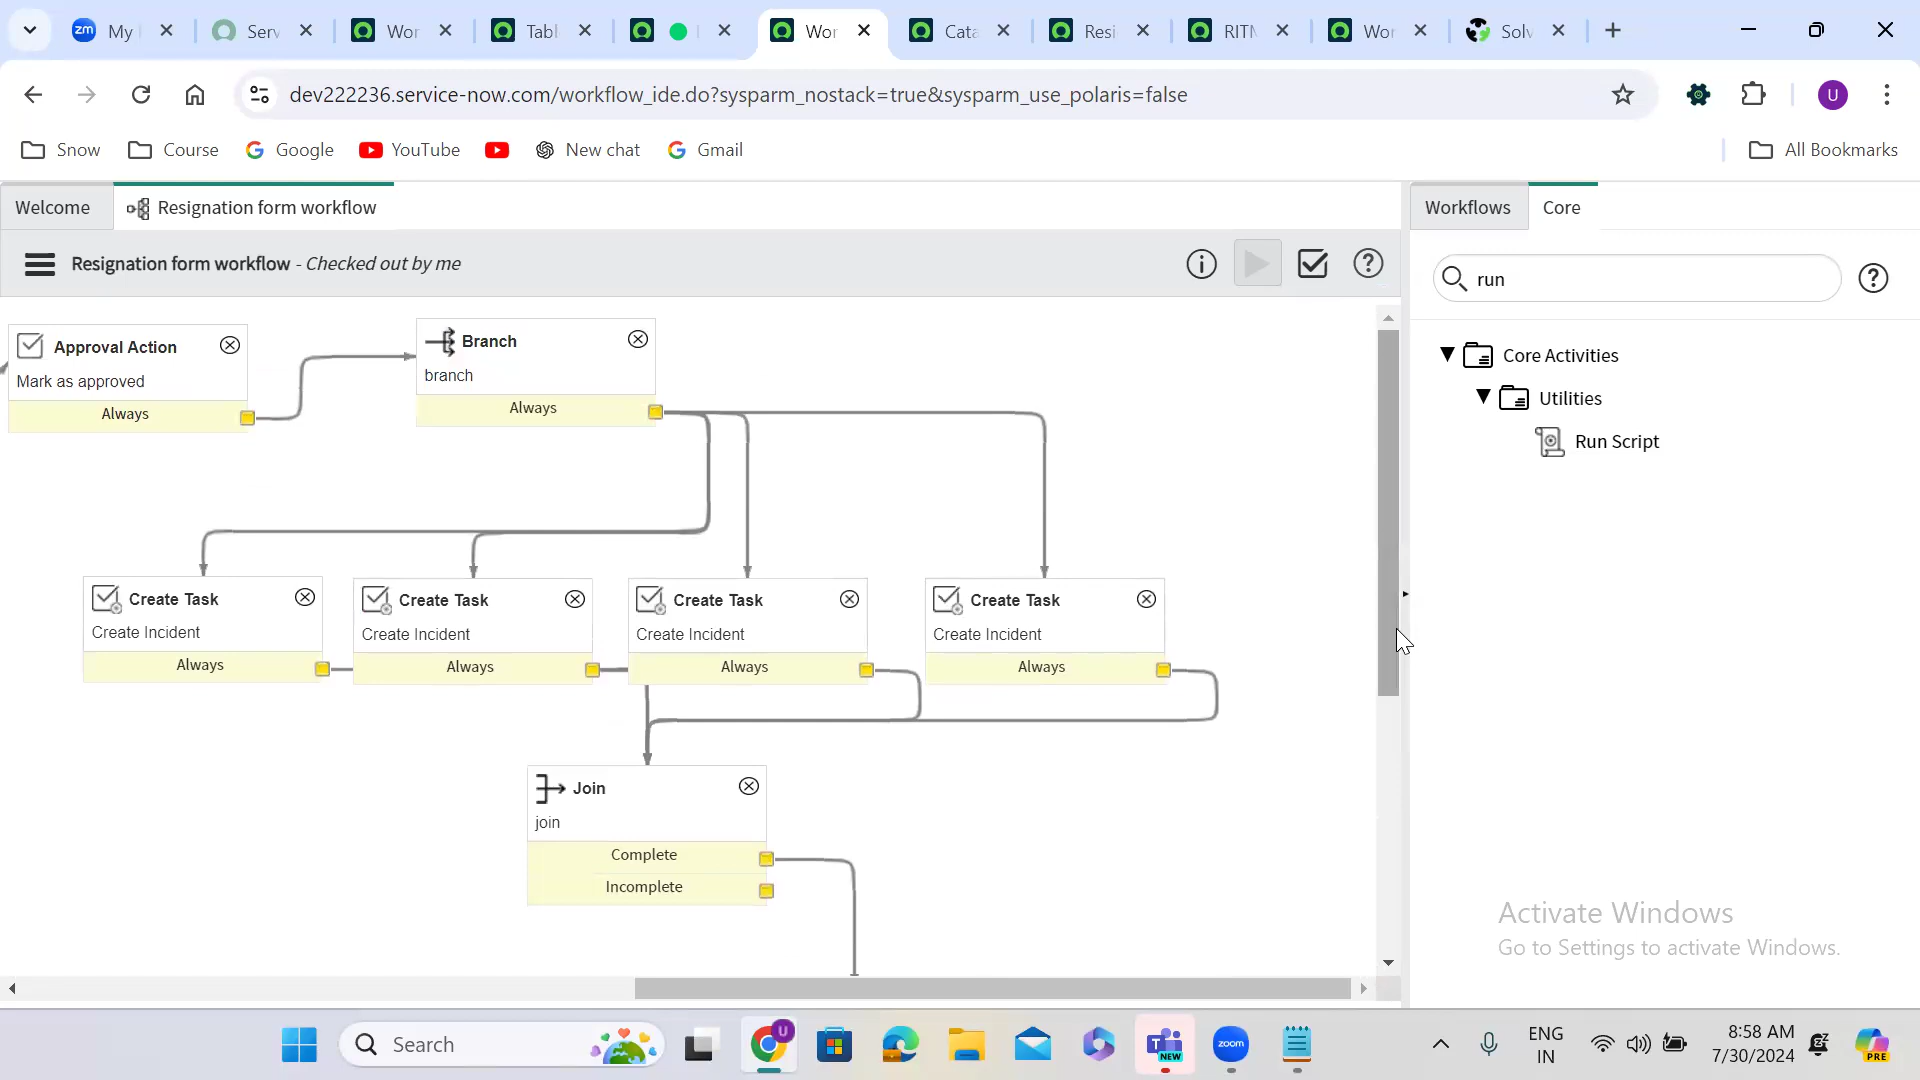 My
Serv
Wor
Tabl
Wor
Cata
Resi
RITM
Wor
Solv
dev222236.service-now.com/workflow_ide.do?sysparm_nostack=true&sysparm_use_polaris=false
U
Snow
Course
Google
YouTube
New chat
Gmail
All Bookmarks
Welcome
Resignation form workflow
Workflows
Core
Resignation form workflow - Checked out by me
run
Core Activities
Utilities
Run Script
Approval Action
Mark as approved
Always
Branch
branch
Always
Create Task
Create Incident
Always
Create Task
Create Incident
Always
Create Task
Create Incident
Always
Create Task
Create Incident
Always
Join
join
Complete
Incomplete
Activate Windows
Go to Settings to activate Windows.
Search
U
NEW
zoom
ENG
IN
8:58 AM
7/30/2024
PRE